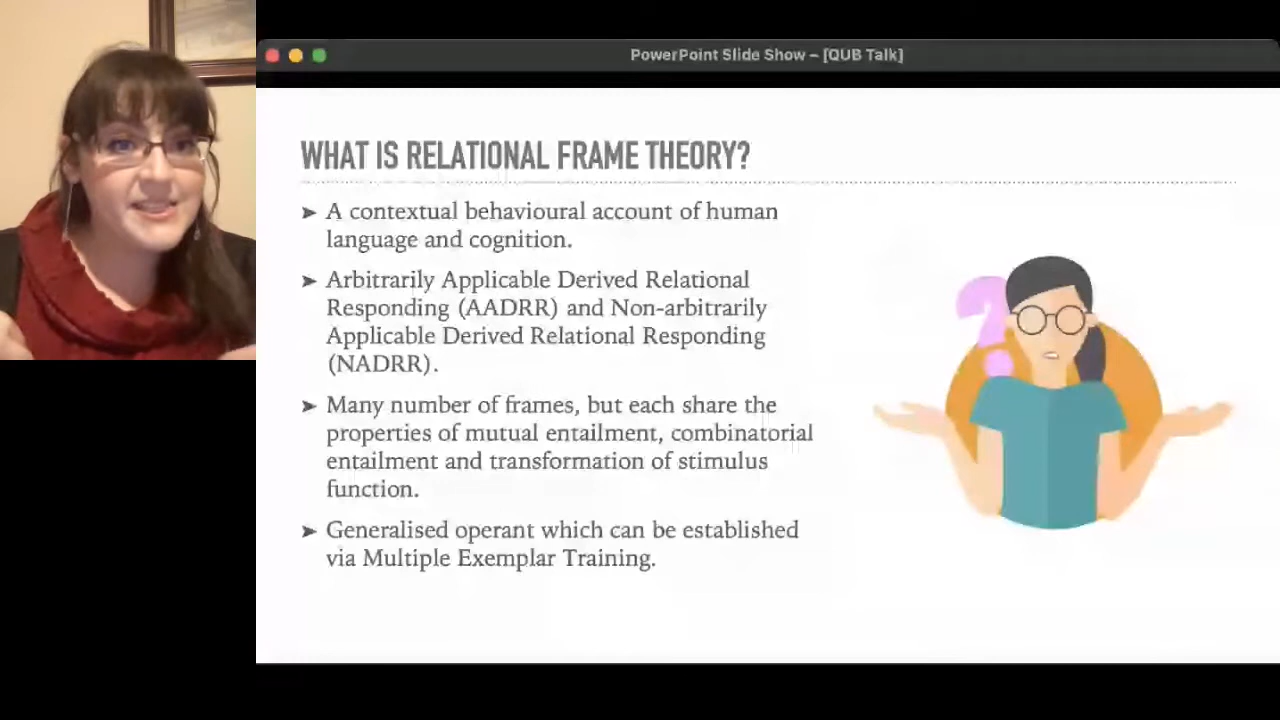 PowerPoint Slide Show – [QUB Talk]
WHAT IS RELATIONAL FRAME THEORY?
➤ A contextual behavioural account of human
language and cognition.
➤ Arbitrarily Applicable Derived Relational
Responding (AADRR) and Non-arbitrarily
Applicable Derived Relational Responding
(NADRR).
➤ Many number of frames, but each share the
properties of mutual entailment, combinatorial
entailment and transformation of stimulus
function.
➤ Generalised operant which can be established
via Multiple Exemplar Training.
?